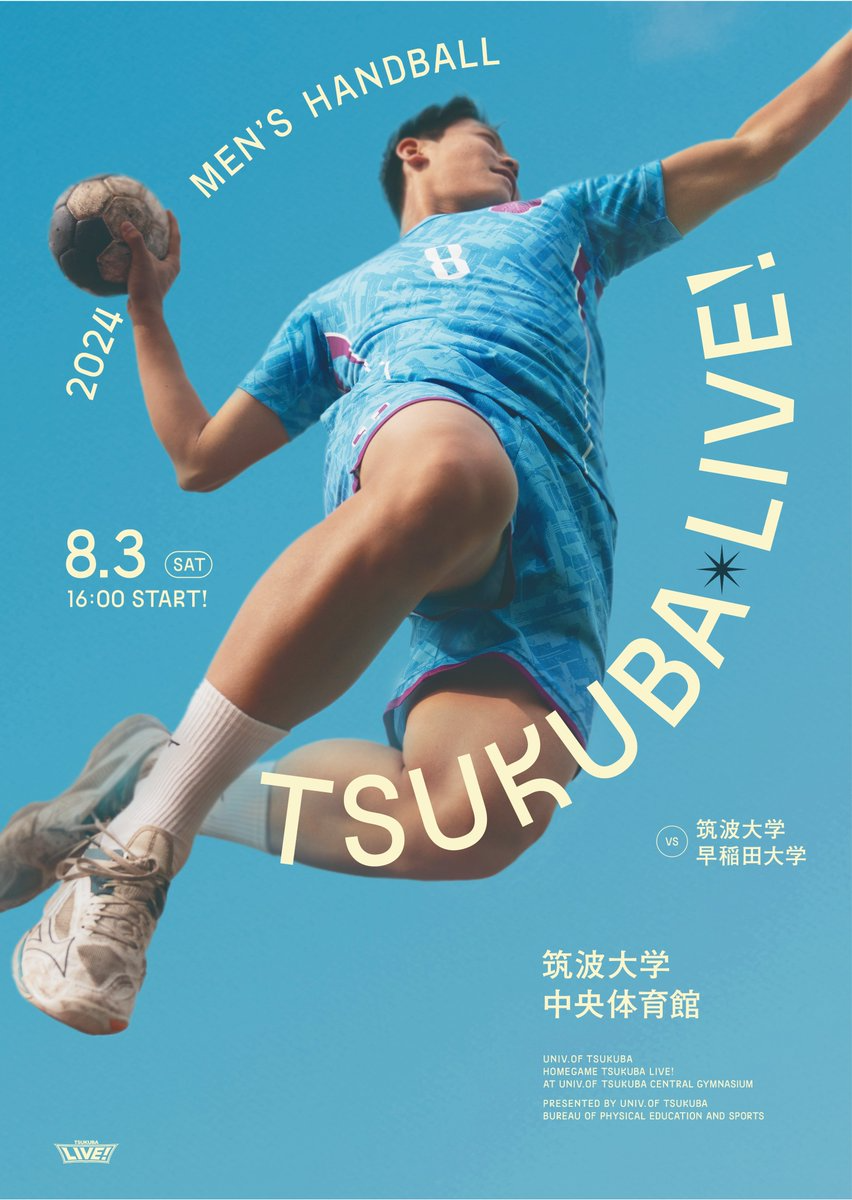 MEN'S HANDBALL
2024
8
TSUKUBA LIVE!
8.3 SAT
16:00 START!
VS
筑波大学
早稲田大学
筑波大学
中央体育館
UNIV.OF TSUKUBA
HOMEGAME TSUKUBA LIVE!
AT UNIV.OF TSUKUBA CENTRAL GYMNASIUM
PRESENTED BY UNIV.OF TSUKUBA
BUREAU OF PHYSICAL EDUCATION AND SPORTS
TSUKUBA
LIVE!